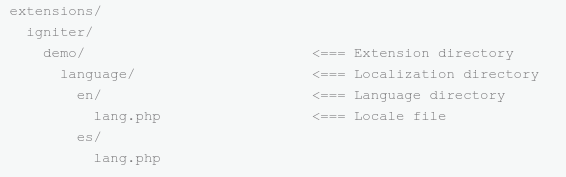 extensions/
  igniter/
    demo/                           <=== Extension directory
      language/                     <=== Localization directory
        en/                         <=== Language directory
          lang.php                  <=== Locale file
        es/
          lang.php